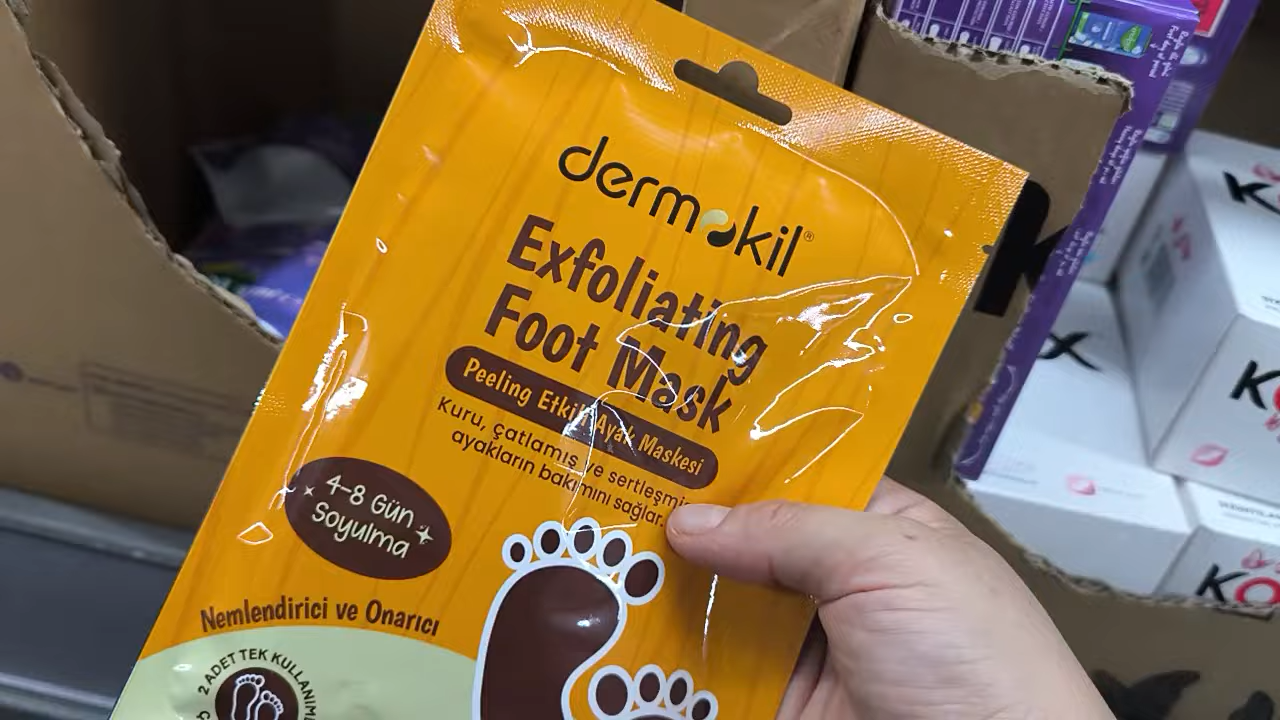 dermokil®
Exfoliating
Foot Mask
Peeling Etkili Ayak Maskesi
Kuru, çatlamış ve sertleşmiş
ayakların bakımını sağlar.
4-8 Gün
Soyulma
Nemlendirici ve Onarıcı
2 ADET TEK KULLANIML